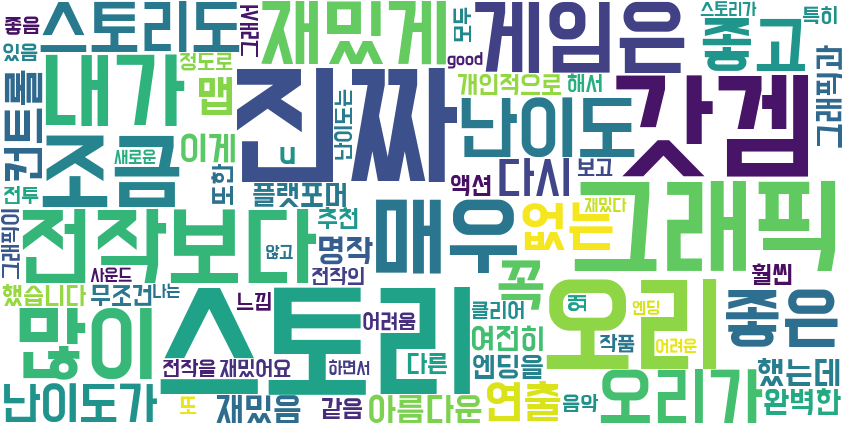 좋음
스토리도
그래서
재밌게
모두
게임은
good
좋고
스토리가
특히
있음
정도로
맵
내가
진짜
난이도는
개인적으로
해서
갓겜
그래픽과
컨트롤
난이도
조금
새로운
이게
u
또한
플랫포머
액션
다시
보고
전투
그래픽이
전작보다
않고
추천
명작
매우
없는
재밌다
그래픽
사운드
전작의
꼭
훨씬
했습니다
무조건
나는
느낌
많이
스토리
어려움
클리어
여전히
여
엔딩
오리
작품
어려운
좋은
전작을
재밌어요
하면서
다른
엔딩을
했는데
난이도가
또
재밌음
같음
아름다운
연출
음악
오리가
완벽한